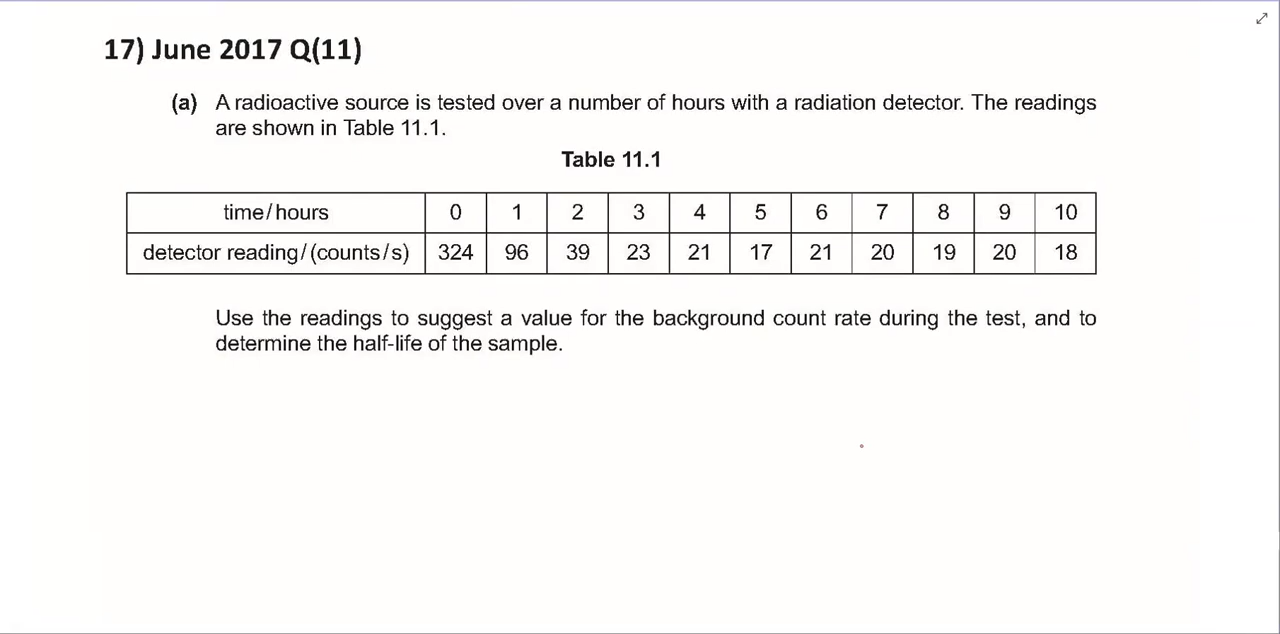 17) June 2017 Q(11)
(a) A radioactive source is tested over a number of hours with a radiation detector. The readings
are shown in Table 11.1.
Table 11.1
time/hours 0 1 2 3 4 5 6 7 8 9 10
detector reading/(counts/s) 324 96 39 23 21 17 21 20 19 20 18
Use the readings to suggest a value for the background count rate during the test, and to
determine the half-life of the sample.